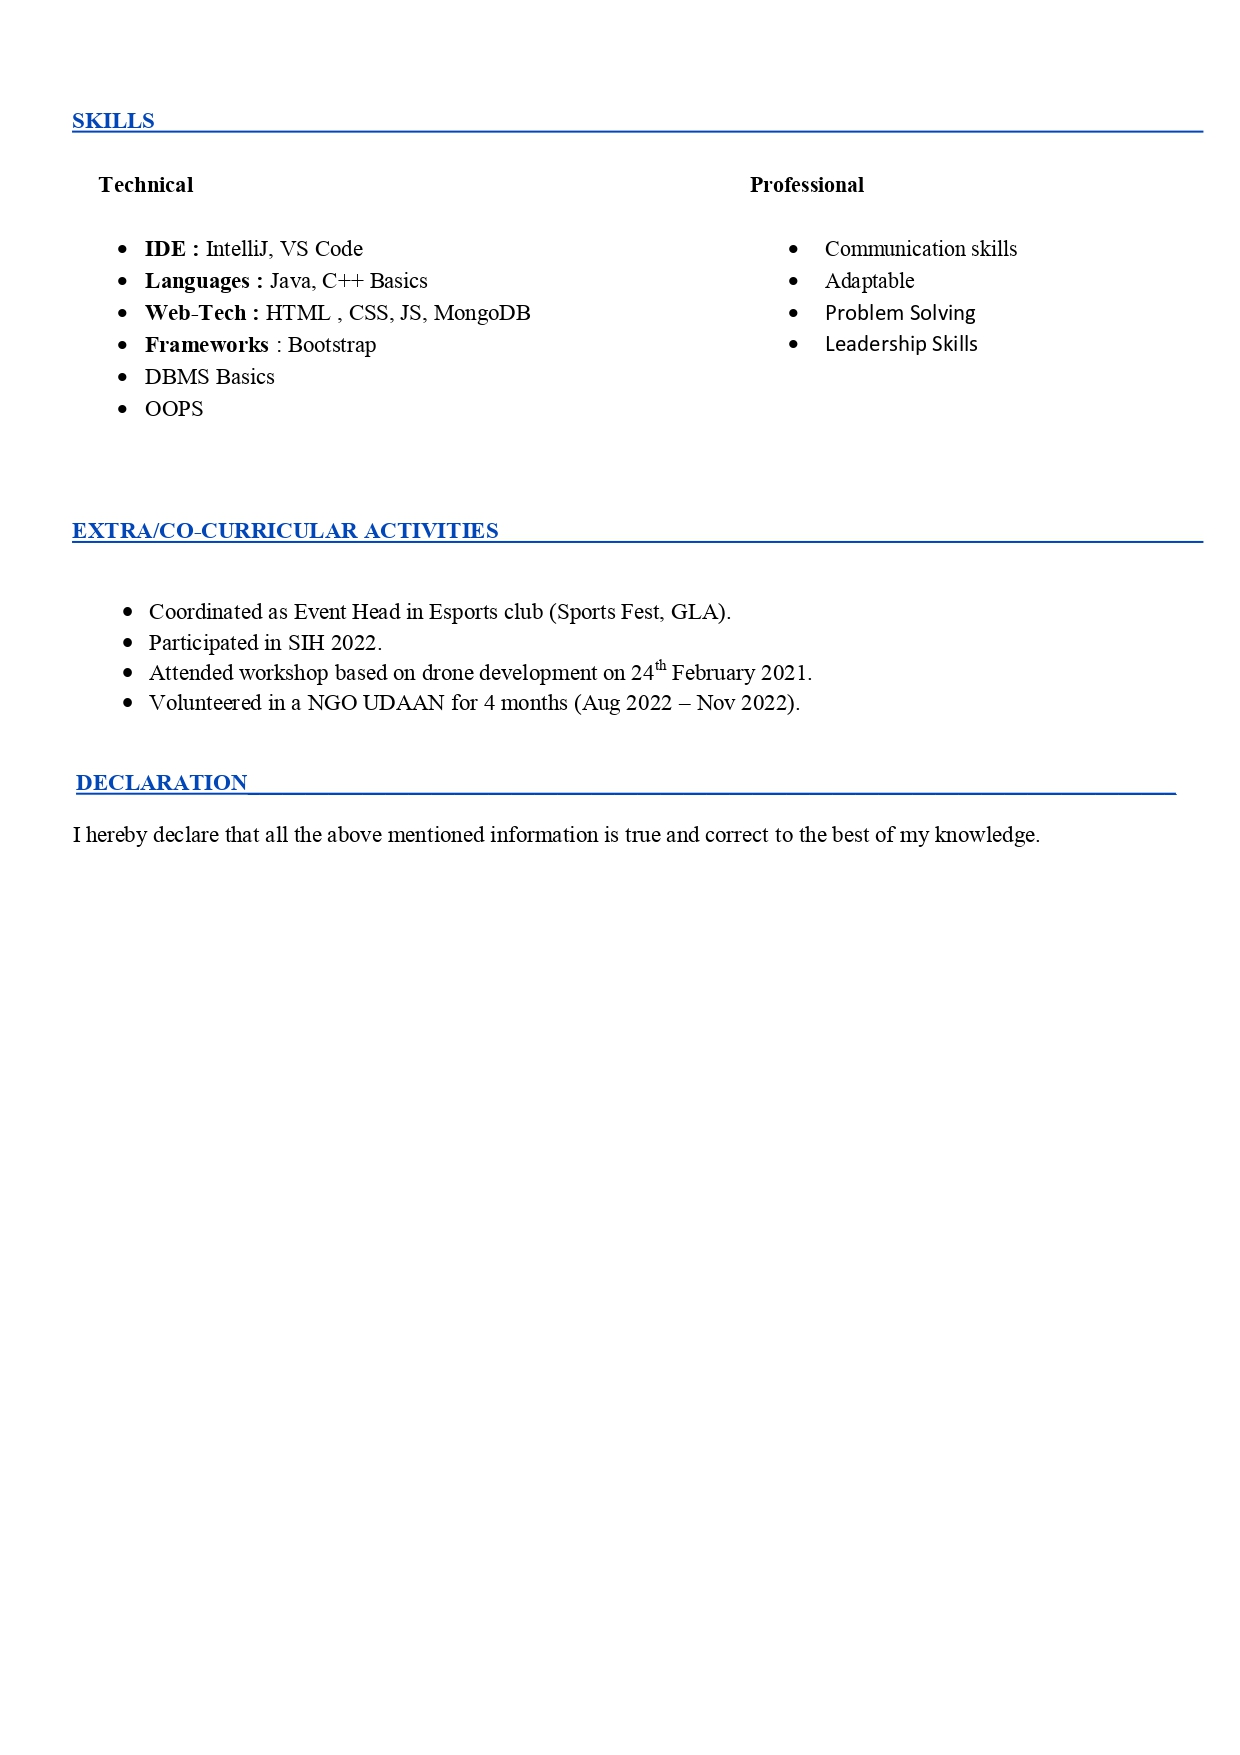 SKILLS
Technical
• IDE : IntelliJ, VS Code
• Languages : Java, C++ Basics
• Web-Tech : HTML , CSS, JS, MongoDB
• Frameworks : Bootstrap
• DBMS Basics
• OOPS
Professional
• Communication skills
• Adaptable
• Problem Solving
• Leadership Skills
EXTRA/CO-CURRICULAR ACTIVITIES
• Coordinated as Event Head in Esports club (Sports Fest, GLA).
• Participated in SIH 2022.
• Attended workshop based on drone development on 24th February 2021.
• Volunteered in a NGO UDAAN for 4 months (Aug 2022 – Nov 2022).
DECLARATION
I hereby declare that all the above mentioned information is true and correct to the best of my knowledge.